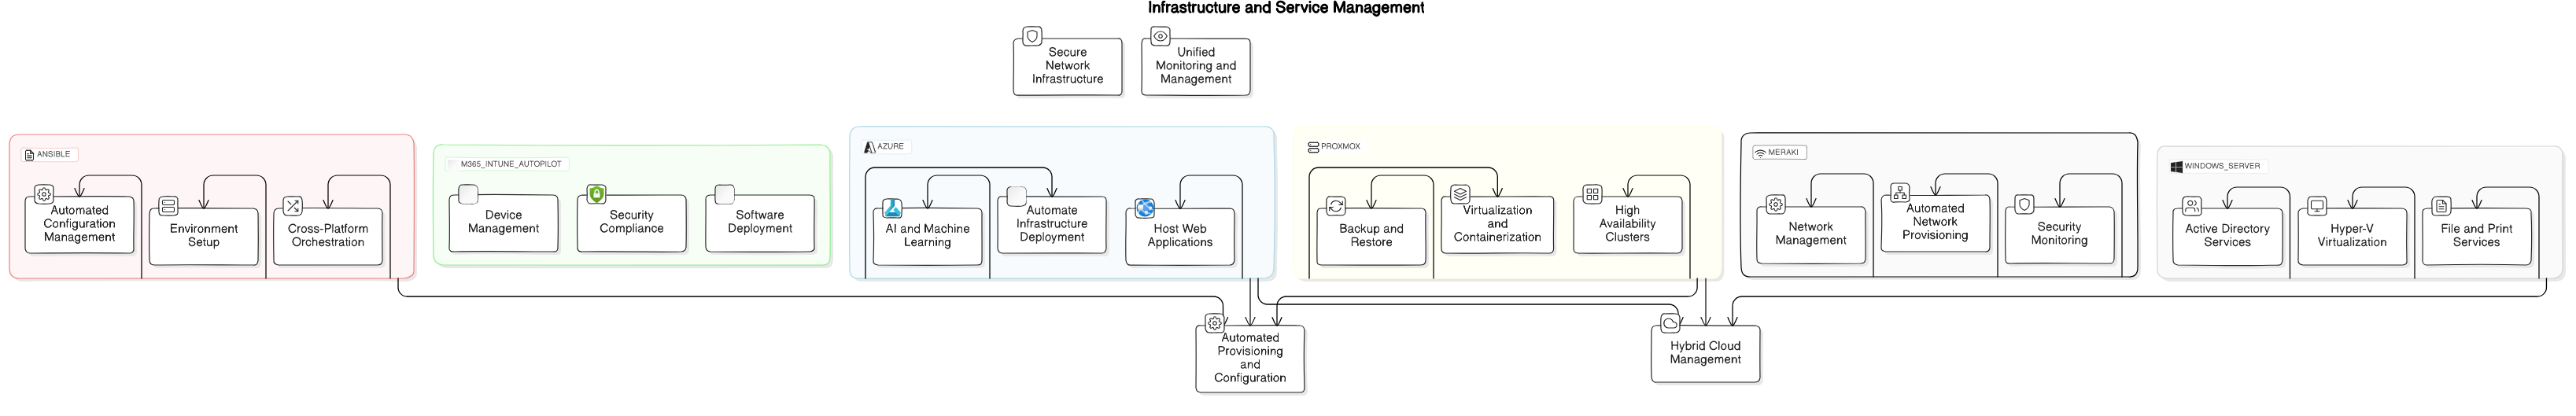 Infrastructure and Service Management
Secure
Network
Infrastructure
Unified
Monitoring and
Management
ANSIBLE
Automated
Configuration
Management
Environment
Setup
Cross-Platform
Orchestration
M365_INTUNE_AUTOPILOT
Device
Management
Security
Compliance
Software
Deployment
AZURE
AI and Machine
Learning
Automate
Infrastructure
Deployment
Host Web
Applications
PROXMOX
Backup and
Restore
Virtualization
and
Containerization
High
Availability
Clusters
MERAKI
Network
Management
Automated
Network
Provisioning
Security
Monitoring
WINDOWS_SERVER
Active Directory
Services
Hyper-V
Virtualization
File and Print
Services
Automated
Provisioning
and
Configuration
Hybrid Cloud
Management